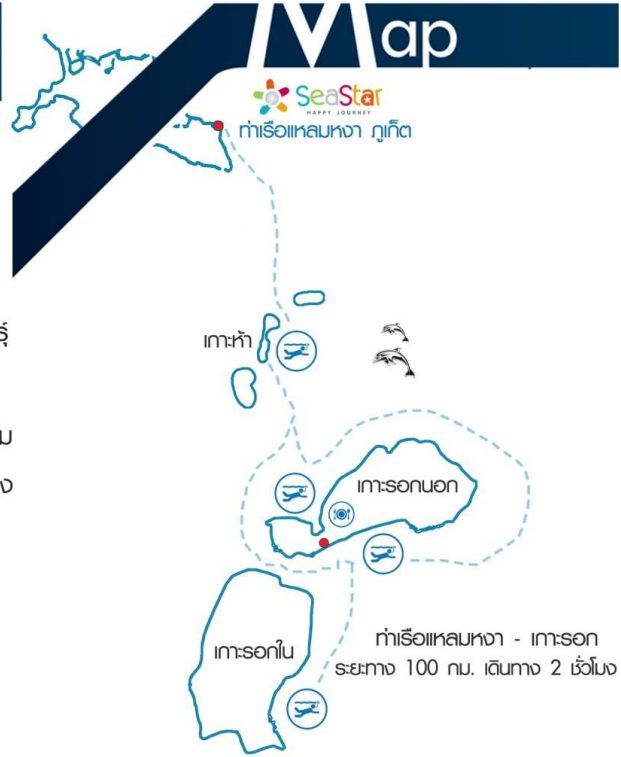 Map
SeaStar
HAPPY JOURNEY
ท่าเรือแหลมหงา ภูเก็ต
เกาะห้า
เกาะรอกนอก
เกาะรอกใน
ท่าเรือแหลมหงา - เกาะรอก
ระยะทาง 100 กม. เดินทาง 2 ชั่วโมง